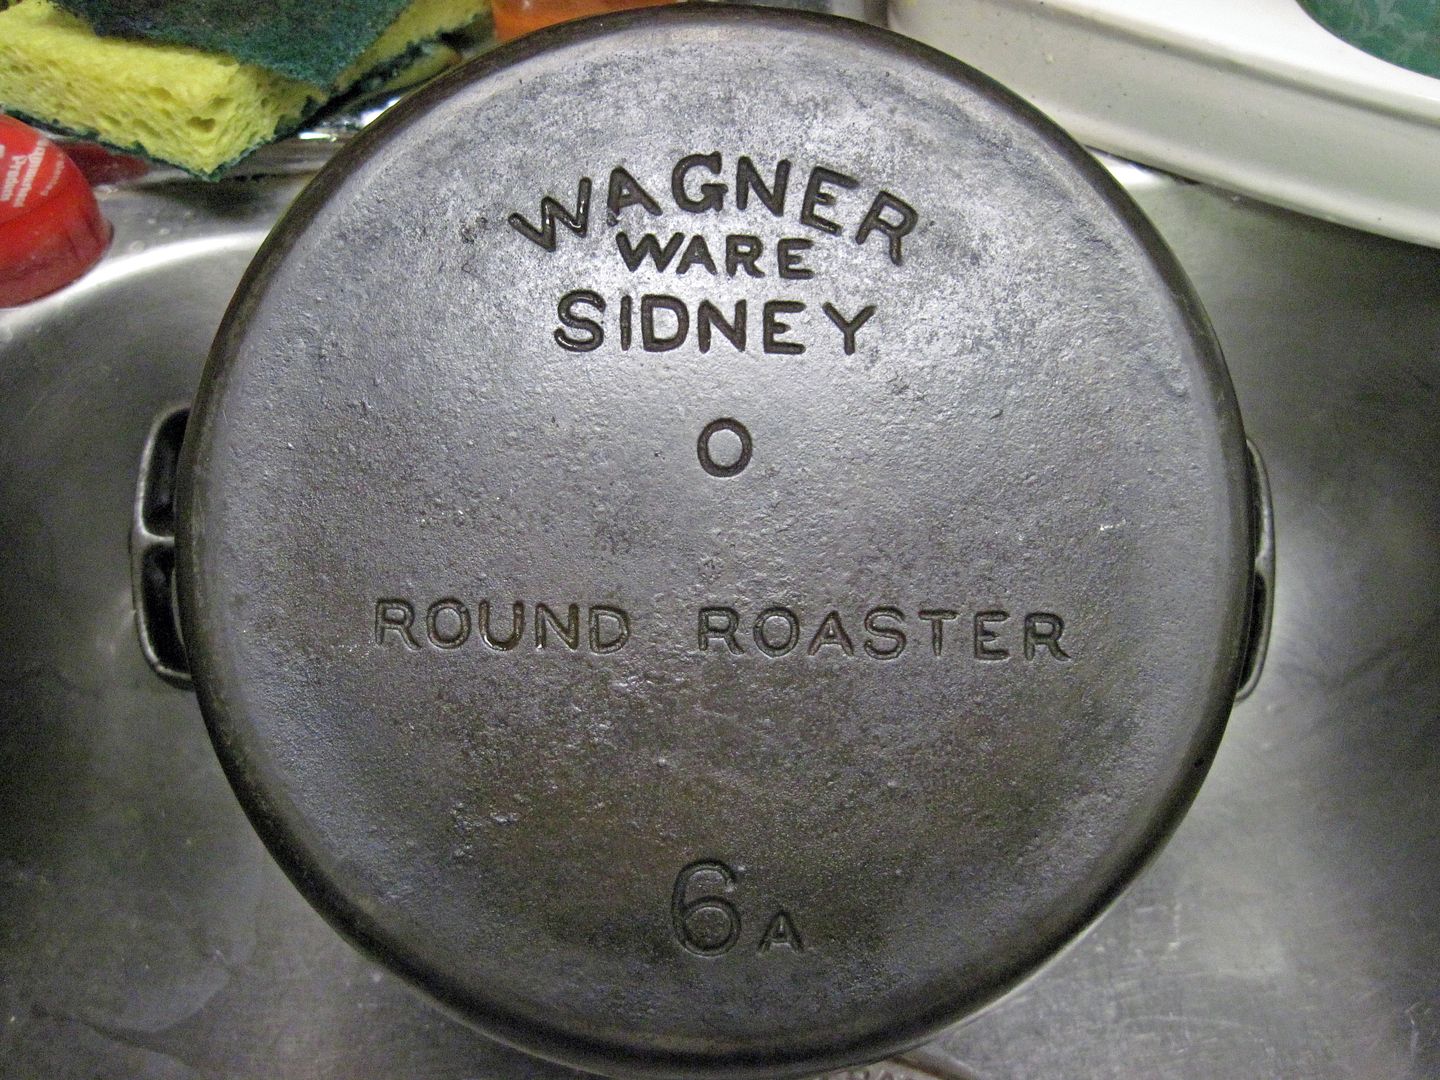 WAGNER
WARE
SIDNEY
O
ROUND ROASTER
6A